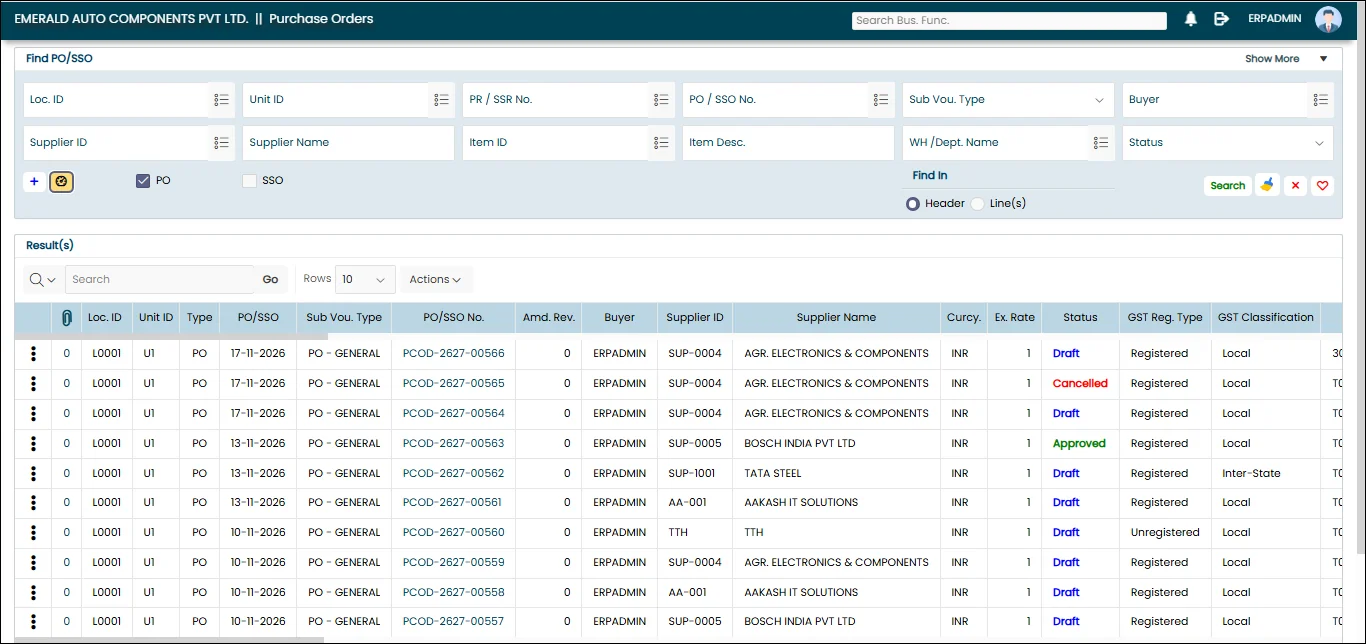 EMERALD AUTO COMPONENTS PVT LTD. || Purchase Orders Search Bus. Func. ERPADMIN
Find PO/SSO Show More
Loc. ID Unit ID PR / SSR No. PO / SSO No. Sub Vou. Type Buyer
Supplier ID Supplier Name Item ID Item Desc. WH /Dept. Name Status
+ PO SSO Find In Search
Header Line(s)
Result(s)
Search Go Rows 10 Actions
Loc. ID Unit ID Type PO/SSO Sub Vou. Type PO/SSO No. Amd. Rev. Buyer Supplier ID Supplier Name Curcy. Ex. Rate Status GST Reg. Type GST Classification
0 L0001 U1 PO 17-11-2026 PO - GENERAL PCOD-2627-00566 0 ERPADMIN SUP-0004 AGR. ELECTRONICS & COMPONENTS INR 1 Draft Registered Local
0 L0001 U1 PO 17-11-2026 PO - GENERAL PCOD-2627-00565 0 ERPADMIN SUP-0004 AGR. ELECTRONICS & COMPONENTS INR 1 Cancelled Registered Local
0 L0001 U1 PO 17-11-2026 PO - GENERAL PCOD-2627-00564 0 ERPADMIN SUP-0004 AGR. ELECTRONICS & COMPONENTS INR 1 Draft Registered Local
0 L0001 U1 PO 13-11-2026 PO - GENERAL PCOD-2627-00563 0 ERPADMIN SUP-0005 BOSCH INDIA PVT LTD INR 1 Approved Registered Local
0 L0001 U1 PO 13-11-2026 PO - GENERAL PCOD-2627-00562 0 ERPADMIN SUP-1001 TATA STEEL INR 1 Draft Registered Inter-State
0 L0001 U1 PO 13-11-2026 PO - GENERAL PCOD-2627-00561 0 ERPADMIN AA-001 AAKASH IT SOLUTIONS INR 1 Draft Registered Local
0 L0001 U1 PO 10-11-2026 PO - GENERAL PCOD-2627-00560 0 ERPADMIN TTH TTH INR 1 Draft Unregistered Local
0 L0001 U1 PO 10-11-2026 PO - GENERAL PCOD-2627-00559 0 ERPADMIN SUP-0004 AGR. ELECTRONICS & COMPONENTS INR 1 Draft Registered Local
0 L0001 U1 PO 10-11-2026 PO - GENERAL PCOD-2627-00558 0 ERPADMIN AA-001 AAKASH IT SOLUTIONS INR 1 Draft Registered Local
0 L0001 U1 PO 10-11-2026 PO - GENERAL PCOD-2627-00557 0 ERPADMIN SUP-0005 BOSCH INDIA PVT LTD INR 1 Draft Registered Local